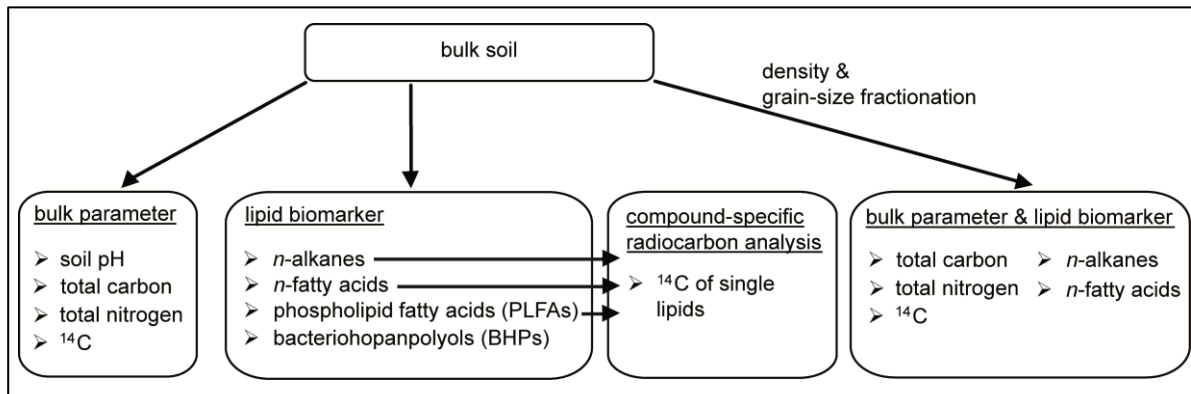 bulk soil
density &
grain-size fractionation
bulk parameter
➢ soil pH
➢ total carbon
➢ total nitrogen
➢ ¹⁴C
lipid biomarker
➢ n-alkanes
➢ n-fatty acids
➢ phospholipid fatty acids (PLFAs)
➢ bacteriohopanpolyols (BHPs)
compound-specific
radiocarbon analysis
➢ ¹⁴C of single
lipids
bulk parameter & lipid biomarker
➢ total carbon
➢ total nitrogen
➢ ¹⁴C
➢ n-alkanes
➢ n-fatty acids